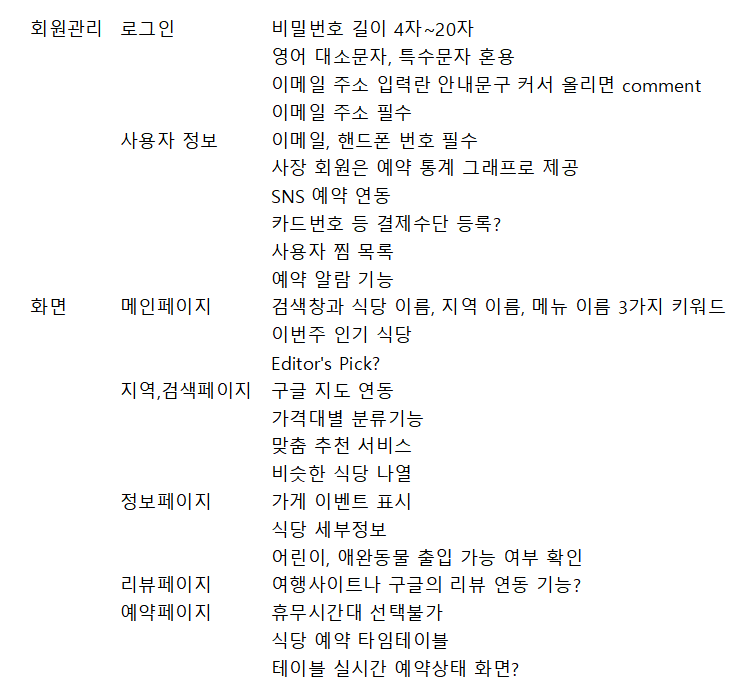 회원관리 로그인 비밀번호 길이 4자~20자
영어 대소문자, 특수문자 혼용
이메일 주소 입력란 안내문구 커서 올리면 comment
이메일 주소 필수
사용자 정보 이메일, 핸드폰 번호 필수
사장 회원은 예약 통계 그래프로 제공
SNS 예약 연동
카드번호 등 결제수단 등록?
사용자 찜 목록
예약 알람 기능
화면 메인페이지 검색창과 식당 이름, 지역 이름, 메뉴 이름 3가지 키워드
이번주 인기 식당
Editor's Pick?
지역,검색페이지 구글 지도 연동
가격대별 분류기능
맞춤 추천 서비스
비슷한 식당 나열
정보페이지 가게 이벤트 표시
식당 세부정보
어린이, 애완동물 출입 가능 여부 확인
리뷰페이지 여행사이트나 구글의 리뷰 연동 기능?
예약페이지 휴무시간대 선택불가
식당 예약 타임테이블
테이블 실시간 예약상태 화면?